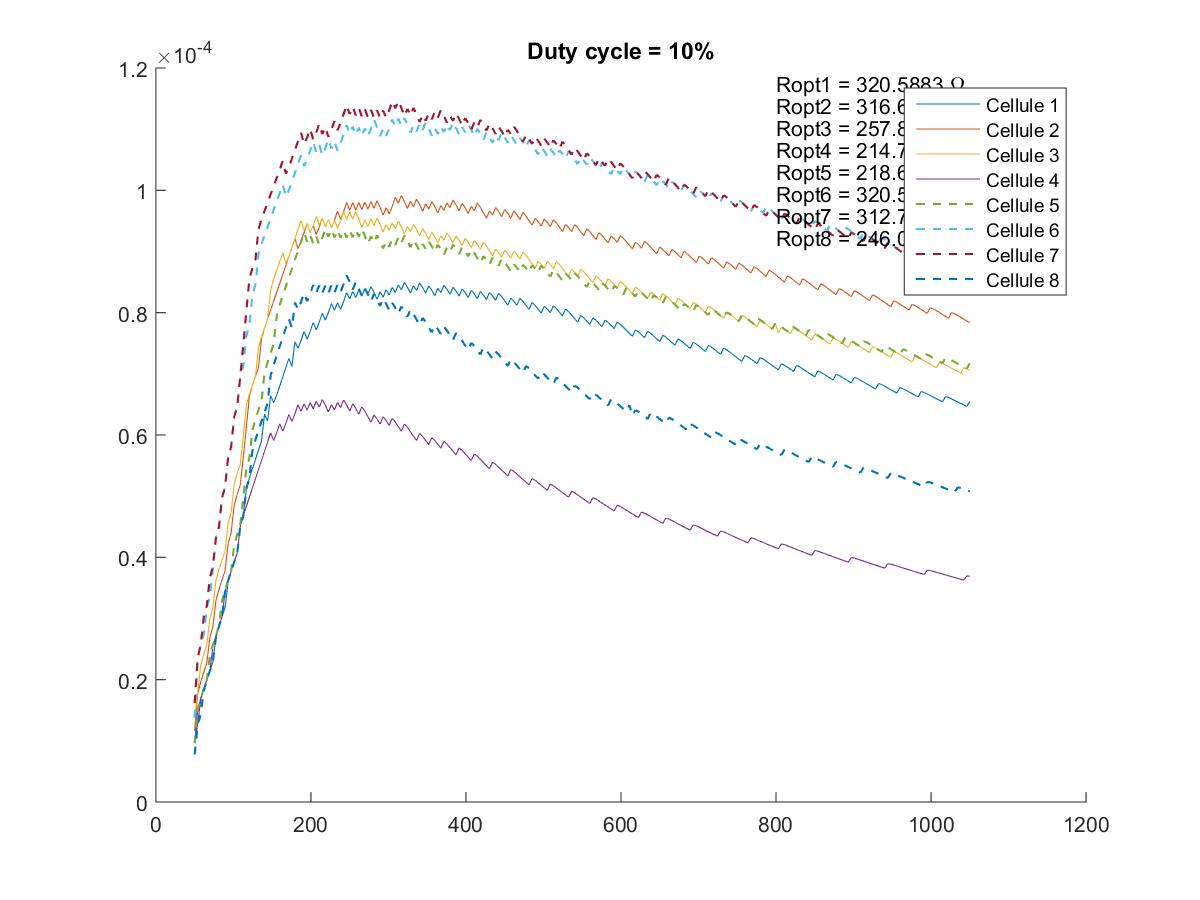 Duty cycle = 10%
×10-4
1.2
1
0.8
0.6
0.4
0.2
0
0
200
400
600
800
1000
1200
Ropt1 = 320.5883 Ω
Ropt2 = 316.6
Ropt3 = 257.8
Ropt4 = 214.7
Ropt5 = 218.6
Ropt6 = 320.5
Ropt7 = 312.7
Ropt8 = 246.0
Cellule 1
Cellule 2
Cellule 3
Cellule 4
Cellule 5
Cellule 6
Cellule 7
Cellule 8